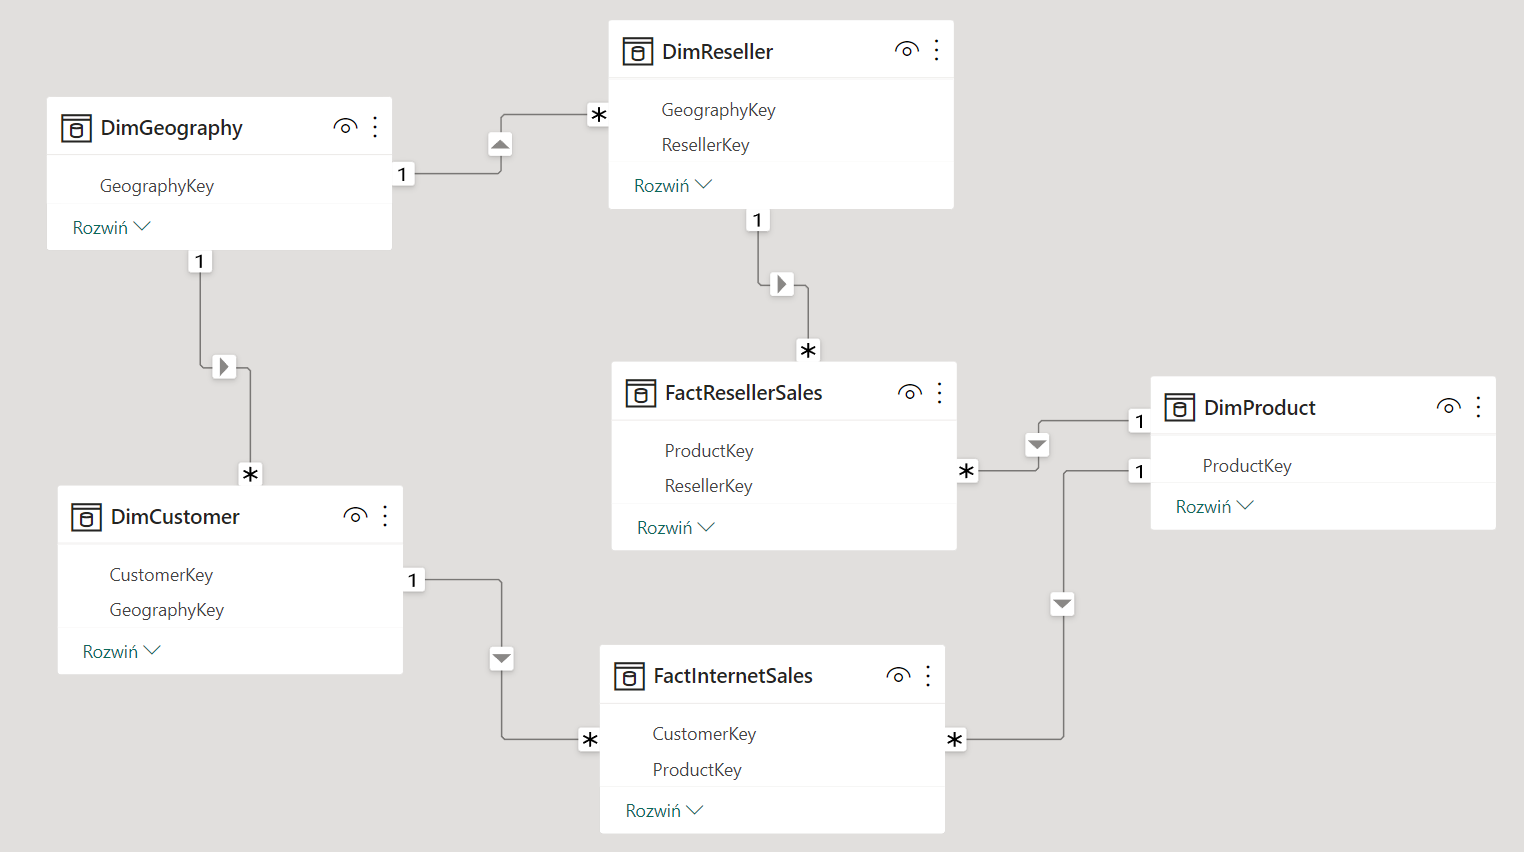 DimReseller
GeographyKey
ResellerKey
Rozwiń
DimGeography
GeographyKey
Rozwiń
1
*
1
1
*
1
*
FactResellerSales
ProductKey
ResellerKey
Rozwiń
*
1
1
DimProduct
ProductKey
Rozwiń
DimCustomer
CustomerKey
GeographyKey
Rozwiń
1
*
FactInternetSales
CustomerKey
ProductKey
Rozwiń
*